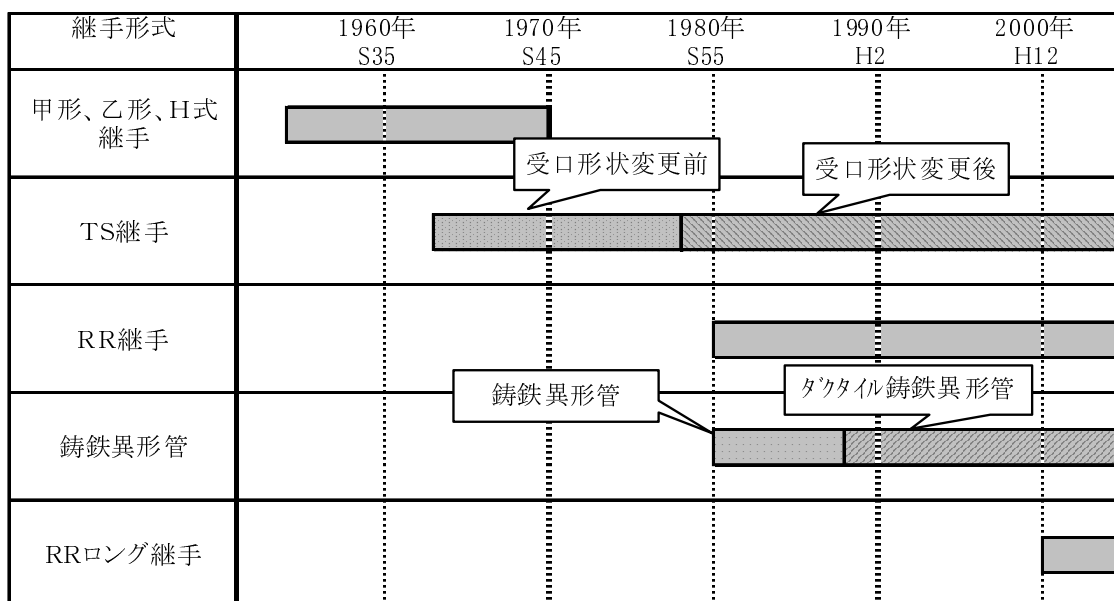 継手形式
1960年
S35
1970年
S45
1980年
S55
1990年
H2
2000年
H12
甲形、乙形、H式
継手
受口形状変更前
受口形状変更後
TS継手
RR継手
鋳鉄異形管
ダクタイル鋳鉄異形管
鋳鉄異形管
RRロング継手